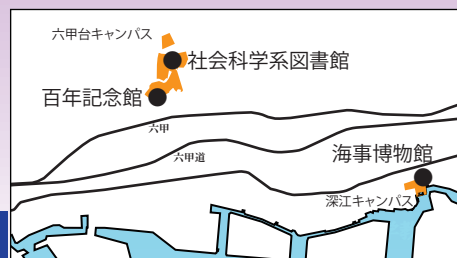 六甲台キャンパス
社会科学系図書館
百年記念館
六甲
六甲道
海事博物館
深江キャンパス